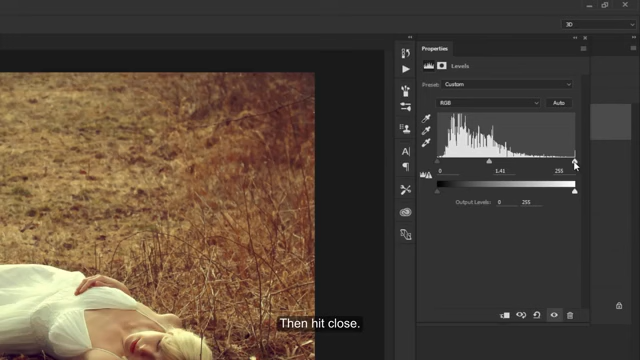 3D
Properties
Levels
Preset: Custom
RGB
Auto
0
1.41
255
Output Levels: 0 255
Then hit close.